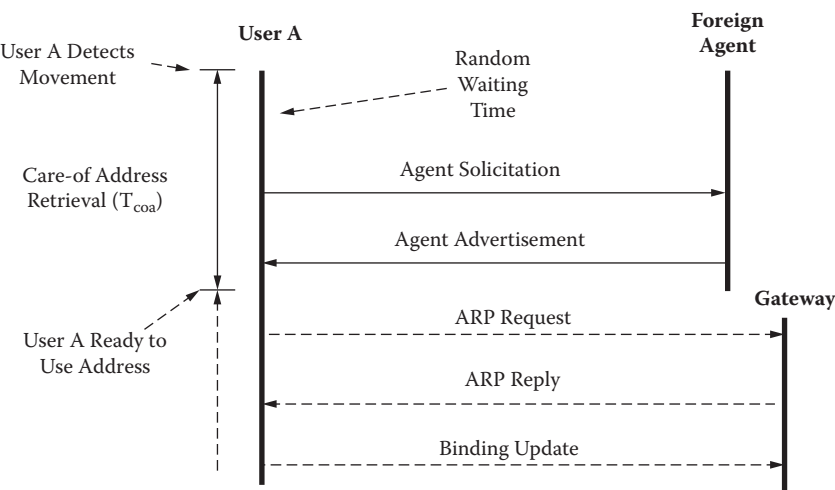 User A
Foreign
Agent
User A Detects
Movement
Random
Waiting
Time
Care-of Address
Retrieval (Tcoa)
Agent Solicitation
Agent Advertisement
Gateway
User A Ready to
Use Address
ARP Request
ARP Reply
Binding Update